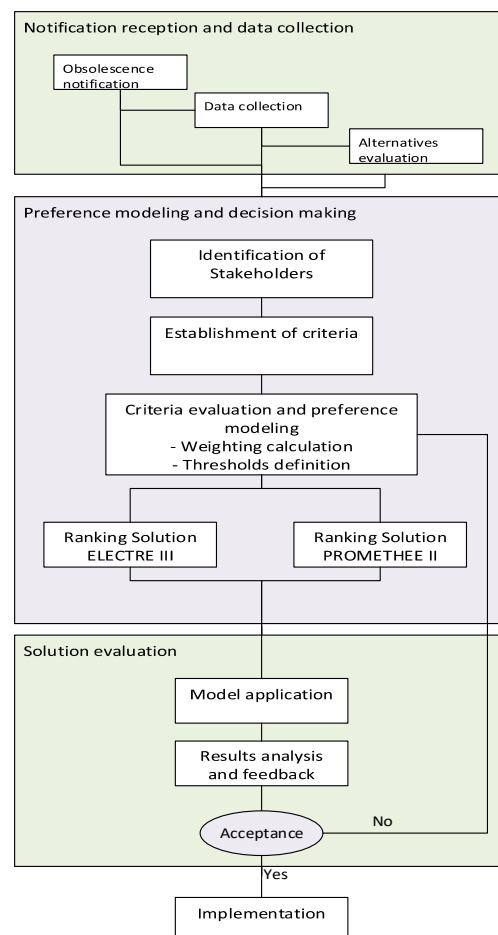 Notification reception and data collection
Obsolescence
notification
Data collection
Alternatives
evaluation
Preference modeling and decision making
Identification of
Stakeholders
Establishment of criteria
Criteria evaluation and preference
modeling
- Weighting calculation
- Thresholds definition
Ranking Solution
ELECTRE III
Ranking Solution
PROMETHEE II
Solution evaluation
Model application
Results analysis
and feedback
Acceptance
No
Yes
Implementation